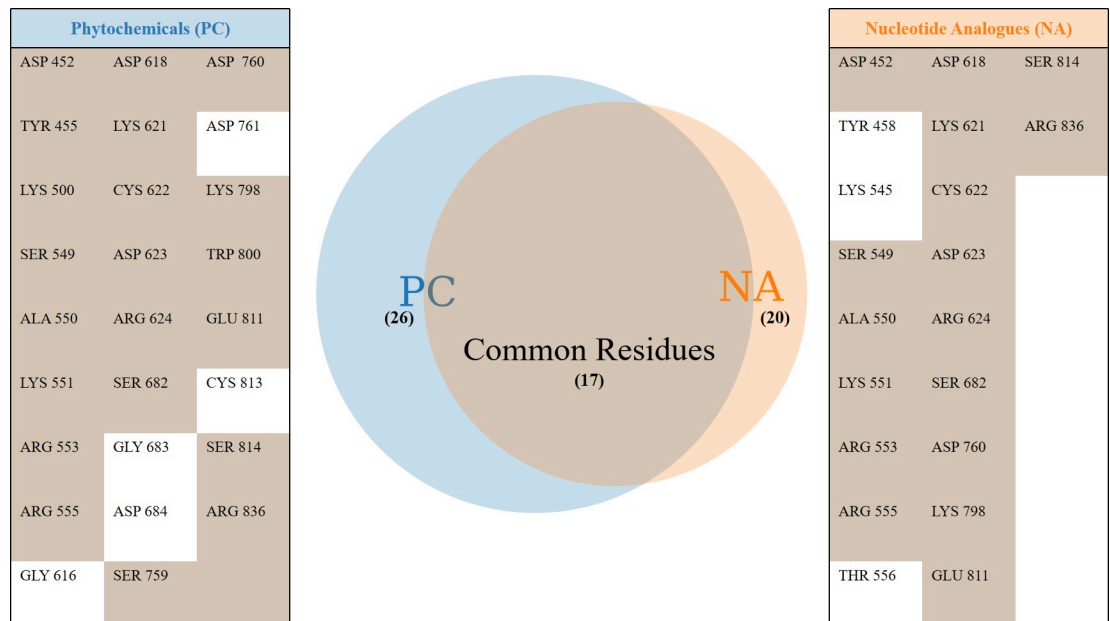 Phytochemicals (PC)
ASP 452 ASP 618 ASP 760
TYR 455 LYS 621 ASP 761
LYS 500 CYS 622 LYS 798
SER 549 ASP 623 TRP 800
ALA 550 ARG 624 GLU 811
LYS 551 SER 682 CYS 813
ARG 553 GLY 683 SER 814
ARG 555 ASP 684 ARG 836
GLY 616 SER 759
PC
(26)
Common Residues
(17)
NA
(20)
Nucleotide Analogues (NA)
ASP 452 ASP 618 SER 814
TYR 458 LYS 621 ARG 836
LYS 545 CYS 622
SER 549 ASP 623
ALA 550 ARG 624
LYS 551 SER 682
ARG 553 ASP 760
ARG 555 LYS 798
THR 556 GLU 811